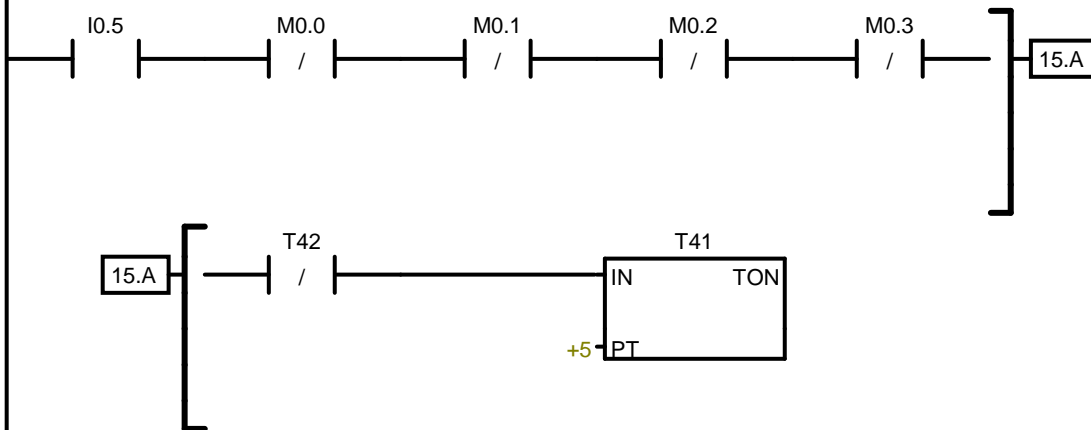 I0.5 M0.0 M0.1 M0.2 M0.3
/ / / / 15.A
T42 T41
15.A / IN TON
+5 PT